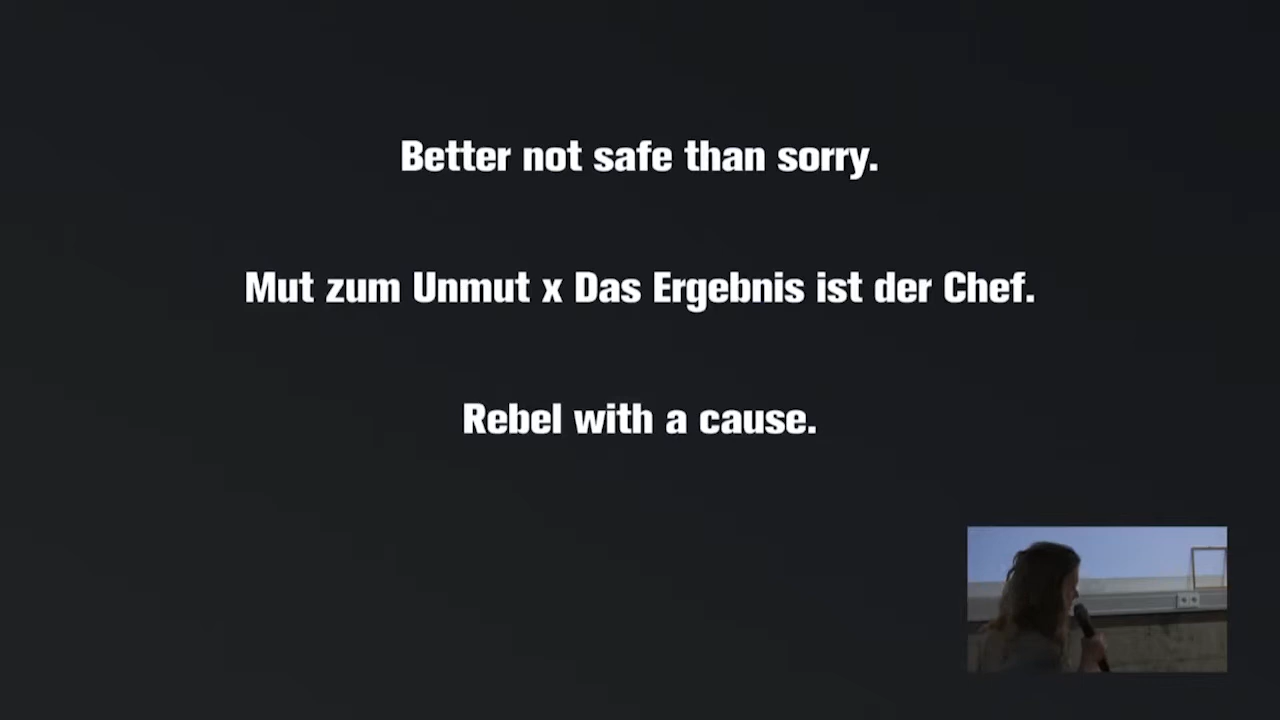 Better not safe than sorry.
Mut zum Unmut x Das Ergebnis ist der Chef.
Rebel with a cause.